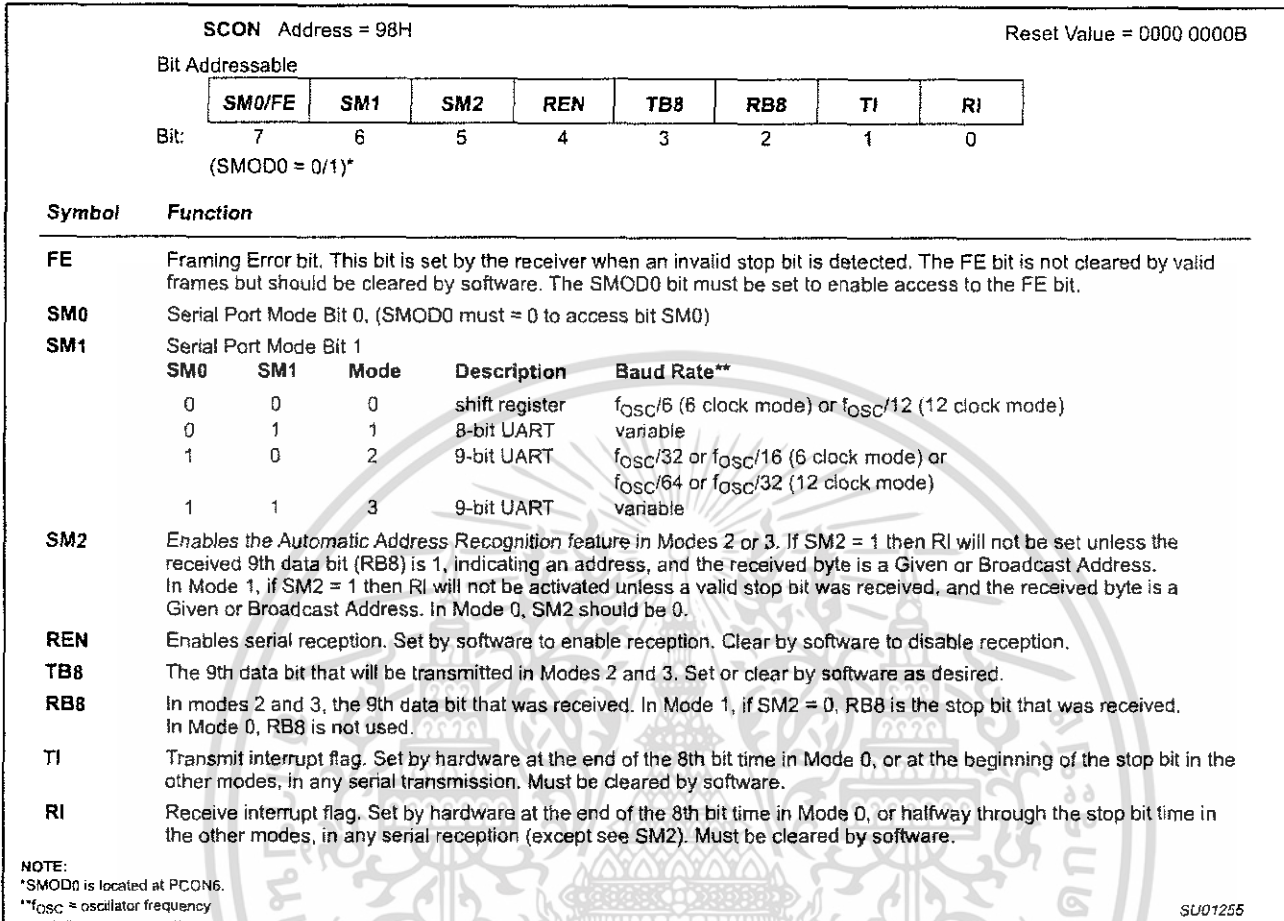 SCON Address = 98H Reset Value = 0000 0000B
Bit Addressable
SM0/FE SM1 SM2 REN TB8 RB8 TI RI
Bit: 7 6 5 4 3 2 1 0
(SMOD0 = 0/1)*
Symbol Function
FE Framing Error bit. This bit is set by the receiver when an invalid stop bit is detected. The FE bit is not cleared by valid
frames but should be cleared by software. The SMOD0 bit must be set to enable access to the FE bit.
SM0 Serial Port Mode Bit 0, (SMOD0 must = 0 to access bit SM0)
SM1 Serial Port Mode Bit 1
SM0 SM1 Mode Description Baud Rate**
0 0 0 shift register fOSC/6 (6 clock mode) or fOSC/12 (12 clock mode)
0 1 1 8-bit UART variable
1 0 2 9-bit UART fOSC/32 or fOSC/16 (6 clock mode) or
fOSC/64 or fOSC/32 (12 clock mode)
1 1 3 9-bit UART variable
SM2 Enables the Automatic Address Recognition feature in Modes 2 or 3. If SM2 = 1 then RI will not be set unless the
received 9th data bit (RB8) is 1, indicating an address, and the received byte is a Given or Broadcast Address.
In Mode 1, if SM2 = 1 then RI will not be activated unless a valid stop bit was received, and the received byte is a
Given or Broadcast Address. In Mode 0, SM2 should be 0.
REN Enables serial reception. Set by software to enable reception. Clear by software to disable reception.
TB8 The 9th data bit that will be transmitted in Modes 2 and 3. Set or clear by software as desired.
RB8 In modes 2 and 3, the 9th data bit that was received. In Mode 1, if SM2 = 0, RB8 is the stop bit that was received.
In Mode 0, RB8 is not used.
TI Transmit interrupt flag. Set by hardware at the end of the 8th bit time in Mode 0, or at the beginning of the stop bit in the
other modes, in any serial transmission. Must be cleared by software.
RI Receive interrupt flag. Set by hardware at the end of the 8th bit time in Mode 0, or halfway through the stop bit time in
the other modes, in any serial reception (except see SM2). Must be cleared by software.
NOTE:
*SMOD0 is located at PCON6.
**fOSC = oscillator frequency
SU01255